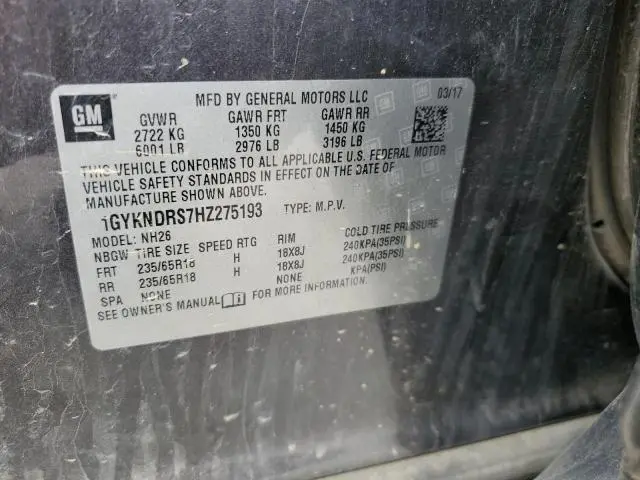 GM
MFD BY GENERAL MOTORS LLC 03/17
GVWR GAWR FRT GAWR RR
2722 KG 1350 KG 1450 KG
6001 LB 2976 LB 3196 LB
THIS VEHICLE CONFORMS TO ALL APPLICABLE U.S. FEDERAL MOTOR
VEHICLE SAFETY STANDARDS IN EFFECT ON THE DATE OF
MANUFACTURE SHOWN ABOVE.
1GYKNDRS7HZ275193 TYPE: M.P.V.
MODEL: NH26
NBGW TIRE SIZE SPEED RTG RIM COLD TIRE PRESSURE
FRT 235/65R18 H 18X8J 240KPA(35PSI)
RR 235/65R18 H 18X8J 240KPA(35PSI)
SPA NONE NONE KPA(PSI)
SEE OWNER'S MANUAL FOR MORE INFORMATION.